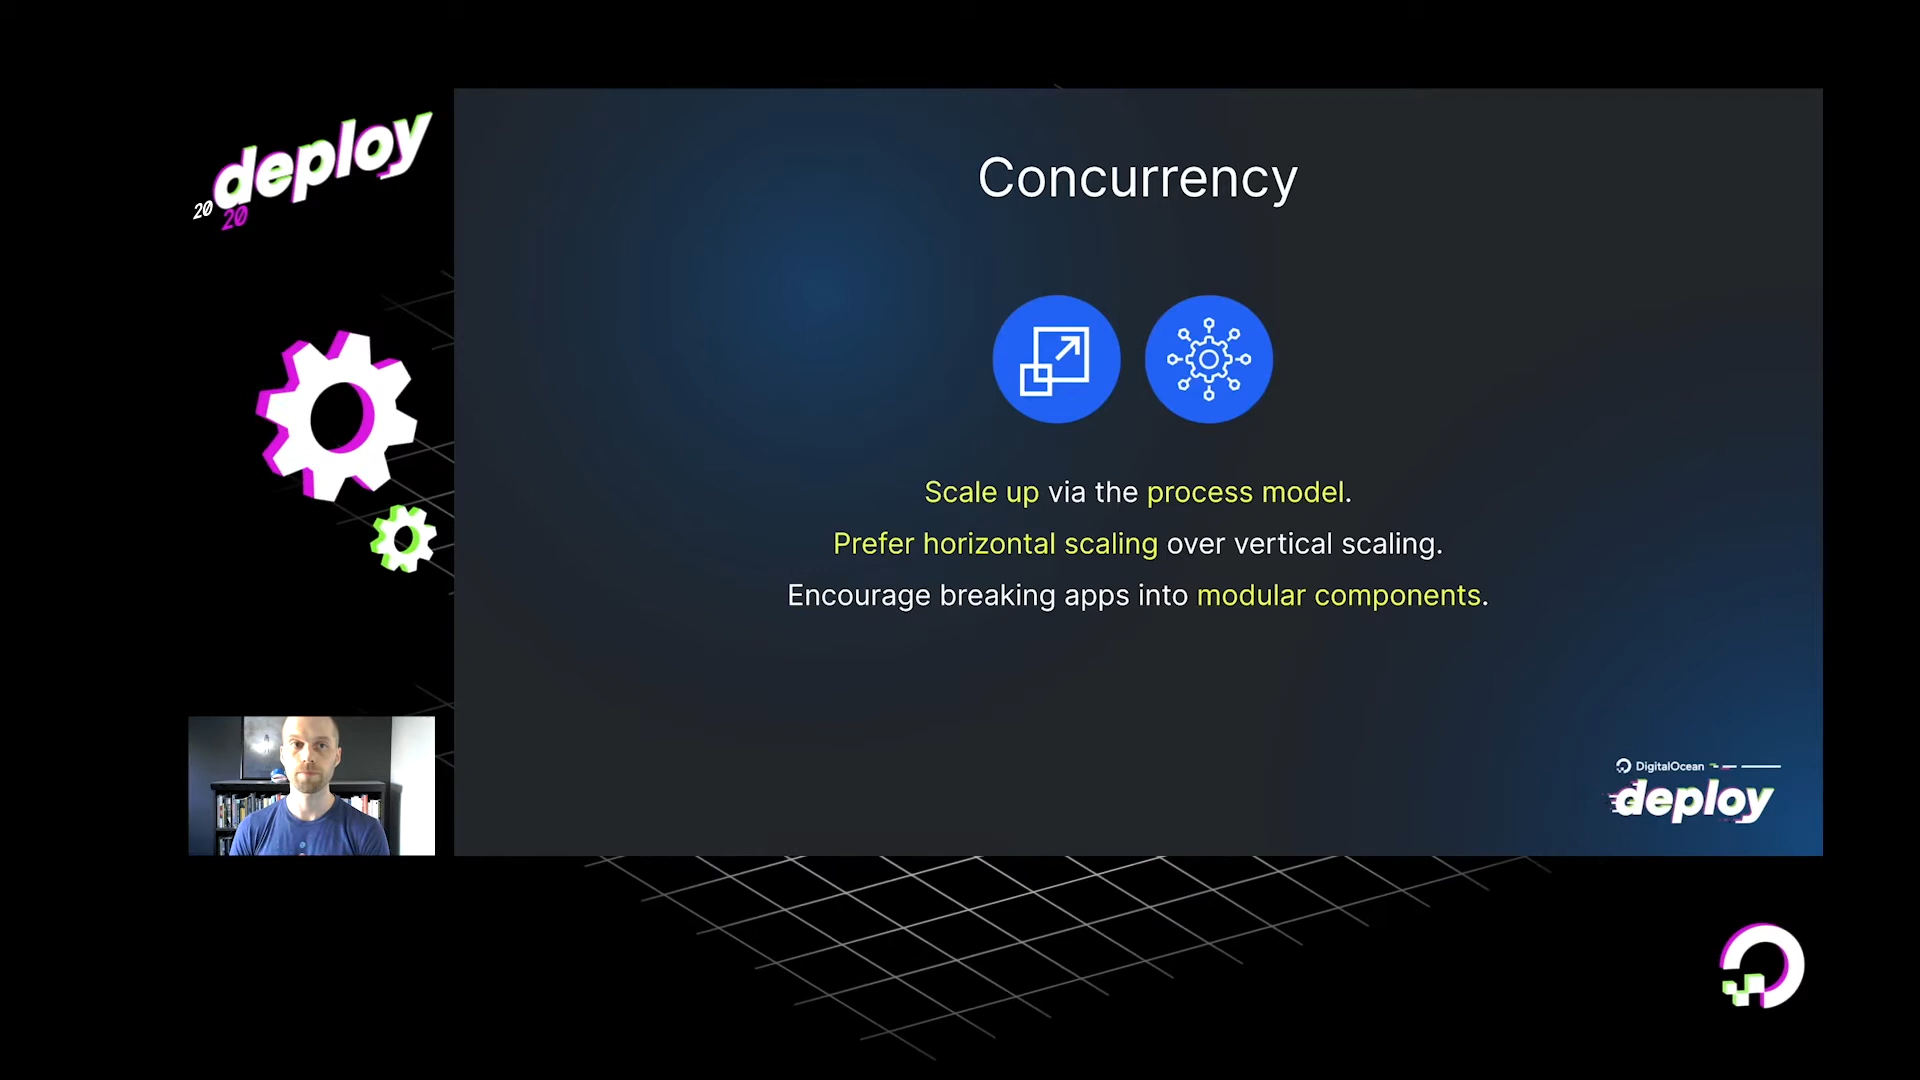 deploy
20
20
Concurrency
Scale up via the process model.
Prefer horizontal scaling over vertical scaling.
Encourage breaking apps into modular components.
DigitalOcean
deploy